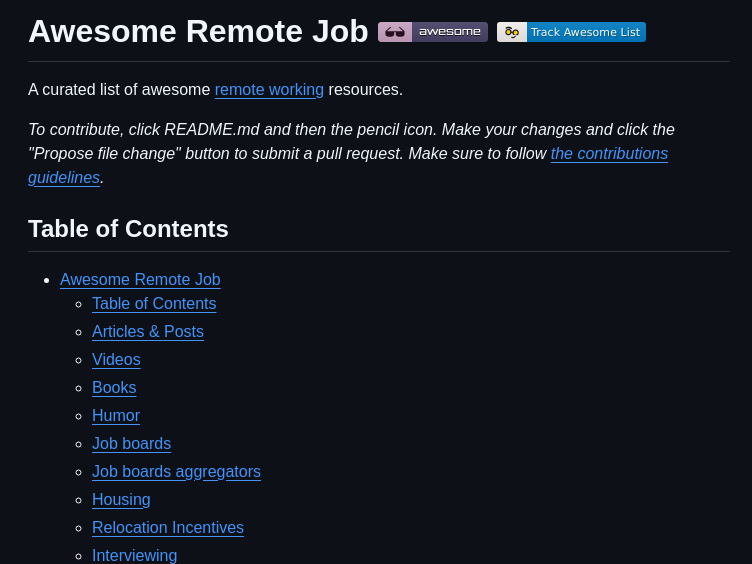 Awesome Remote Job awesome Track Awesome List
A curated list of awesome remote working resources.
To contribute, click README.md and then the pencil icon. Make your changes and click the
"Propose file change" button to submit a pull request. Make sure to follow the contributions
guidelines.
Table of Contents
Awesome Remote Job
Table of Contents
Articles & Posts
Videos
Books
Humor
Job boards
Job boards aggregators
Housing
Relocation Incentives
Interviewing